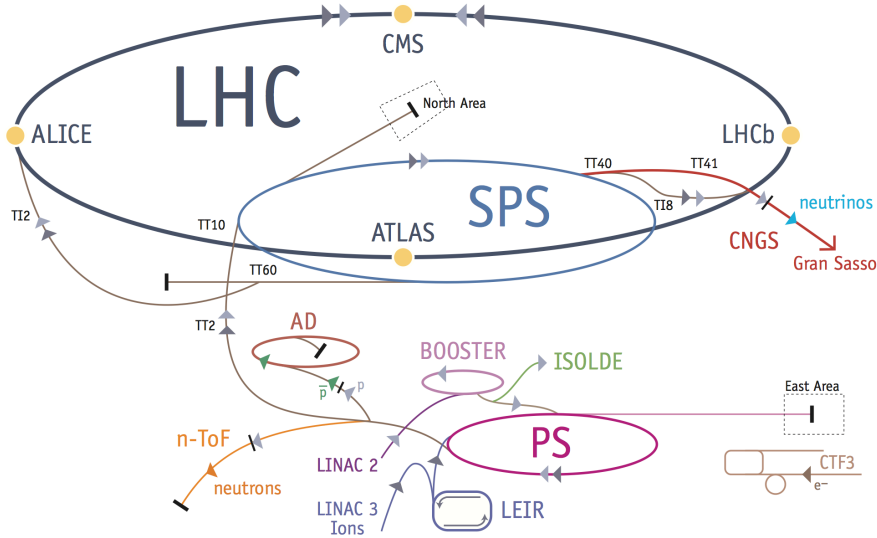 CMS
LHC
North Area
ALICE
LHCb
TT40
TT41
TI8
SPS
neutrinos
TI2
TT10
ATLAS
CNGS
Gran Sasso
TT60
TT2
AD
BOOSTER
ISOLDE
p̅
p
East Area
n-ToF
PS
LINAC 2
neutrons
CTF3
e−
LINAC 3
Ions
LEIR